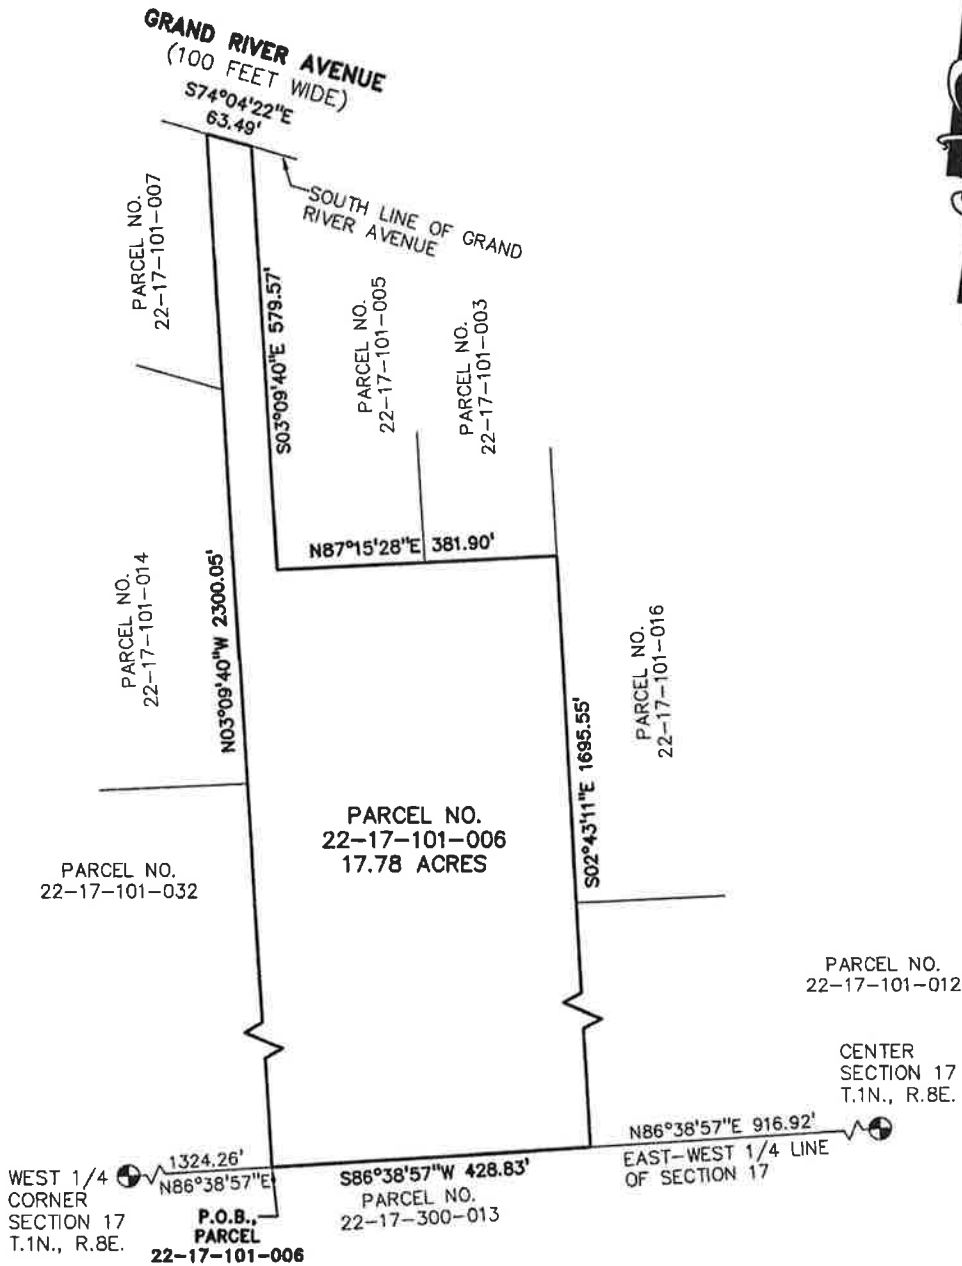 GRAND RIVER AVENUE
(100 FEET WIDE)
S74°04'22"E
63.49'
SOUTH LINE OF GRAND
RIVER AVENUE
PARCEL NO.
22-17-101-007
S03°09'40"E 579.57'
PARCEL NO.
22-17-101-005
PARCEL NO.
22-17-101-003
N87°15'28"E 381.90'
PARCEL NO.
22-17-101-014
N03°09'40"W 2300.05'
PARCEL NO.
22-17-101-016
S02°43'11"E 1695.55'
PARCEL NO.
22-17-101-006
17.78 ACRES
PARCEL NO.
22-17-101-032
PARCEL NO.
22-17-101-012
CENTER
SECTION 17
T.1N., R.8E.
N86°38'57"E 916.92'
EAST-WEST 1/4 LINE
OF SECTION 17
WEST 1/4
CORNER
SECTION 17
T.1N., R.8E.
1324.26'
N86°38'57"E
S86°38'57"W 428.83'
PARCEL NO.
22-17-300-013
P.O.B.,
PARCEL
22-17-101-006